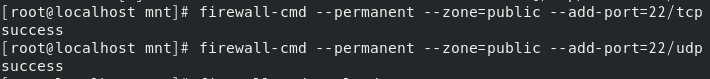 [root@localhost mnt]# firewall-cmd --permanent --zone=public --add-port=22/tcp
success
[root@localhost mnt]# firewall-cmd --permanent --zone=public --add-port=22/udp
success